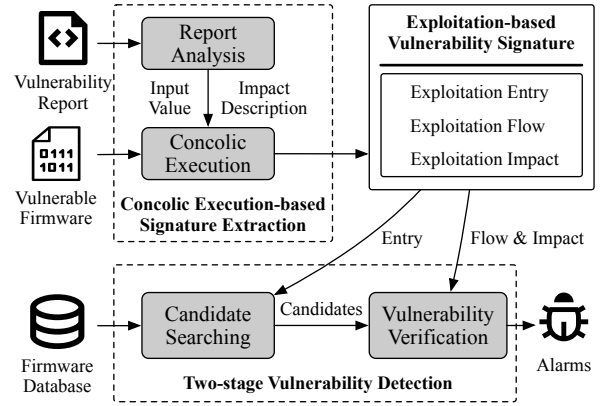 Report
Analysis
Vulnerability
Report
Input
Value
Impact
Description
0111
1011
Concolic
Execution
Vulnerable
Firmware
Concolic Execution-based
Signature Extraction
Exploitation-based
Vulnerability Signature
Exploitation Entry
Exploitation Flow
Exploitation Impact
Entry
Flow & Impact
Firmware
Database
Candidate
Searching
Candidates
Vulnerability
Verification
Alarms
Two-stage Vulnerability Detection